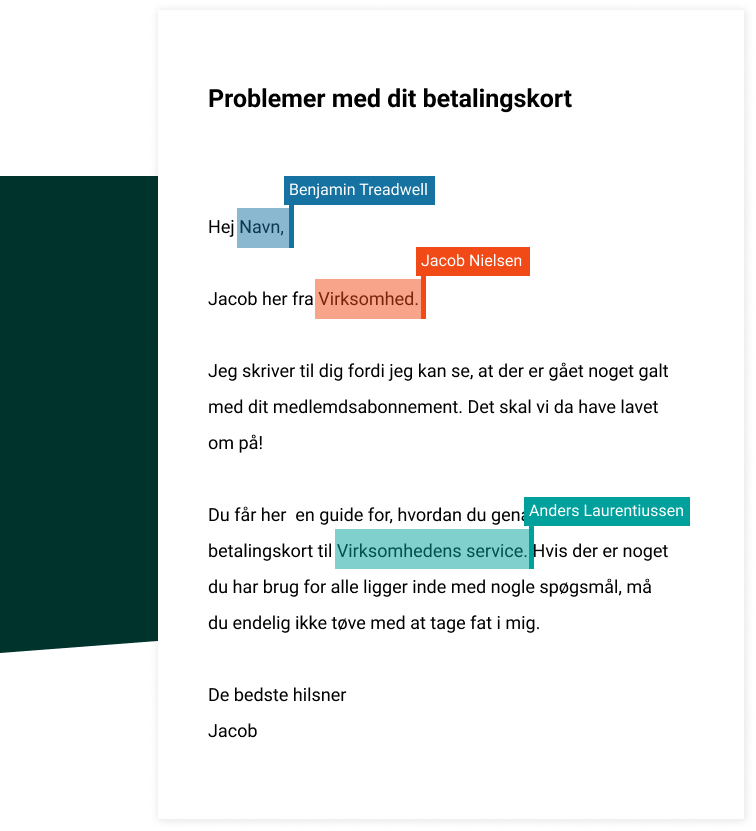 Problemer med dit betalingskort
Benjamin Treadwell
Hej Navn,
Jacob Nielsen
Jacob her fra Virksomhed.
Jeg skriver til dig fordi jeg kan se, at der er gået noget galt
med dit medlemdsabonnement. Det skal vi da have lavet
om på!
Anders Laurentiussen
Du får her en guide for, hvordan du
betalingskort til Virksomhedens service. Hvis der er noget
du har brug for alle ligger inde med nogle spøgsmål, må
du endelig ikke tøve med at tage fat i mig.
De bedste hilsner
Jacob